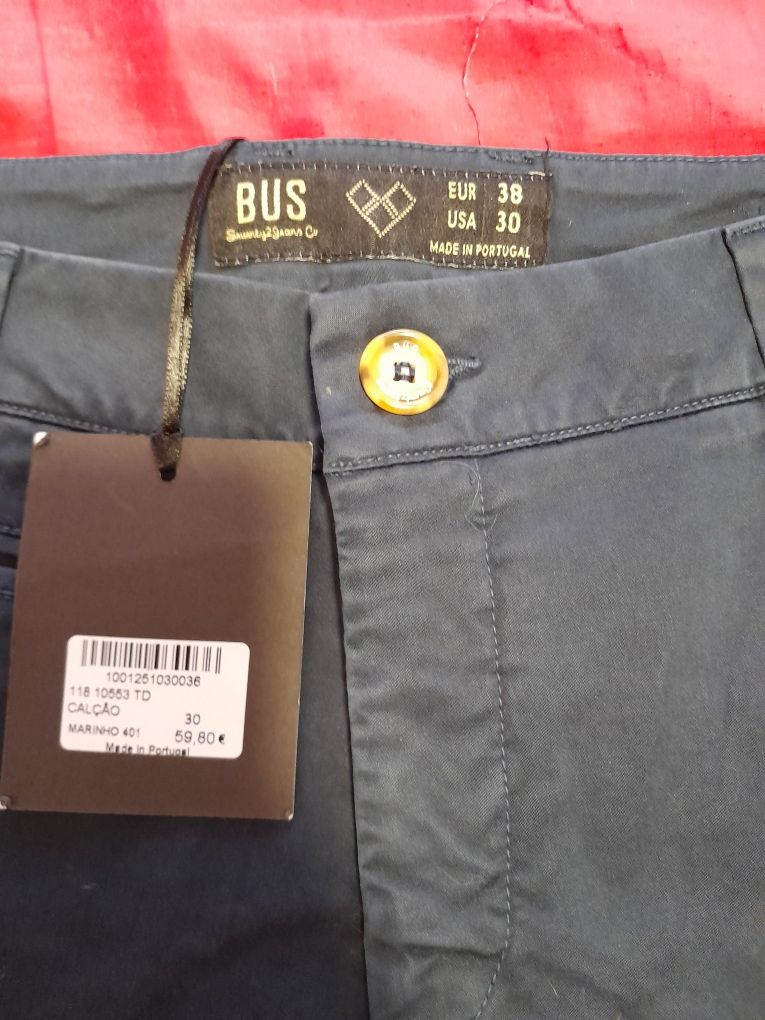 BUS
EUR 38
USA 30
MADE IN PORTUGAL
BUS
1001251030036
118 10553 TD
CALÇÃO
30
MARINHO 401
59,80 €
Made in Portugal